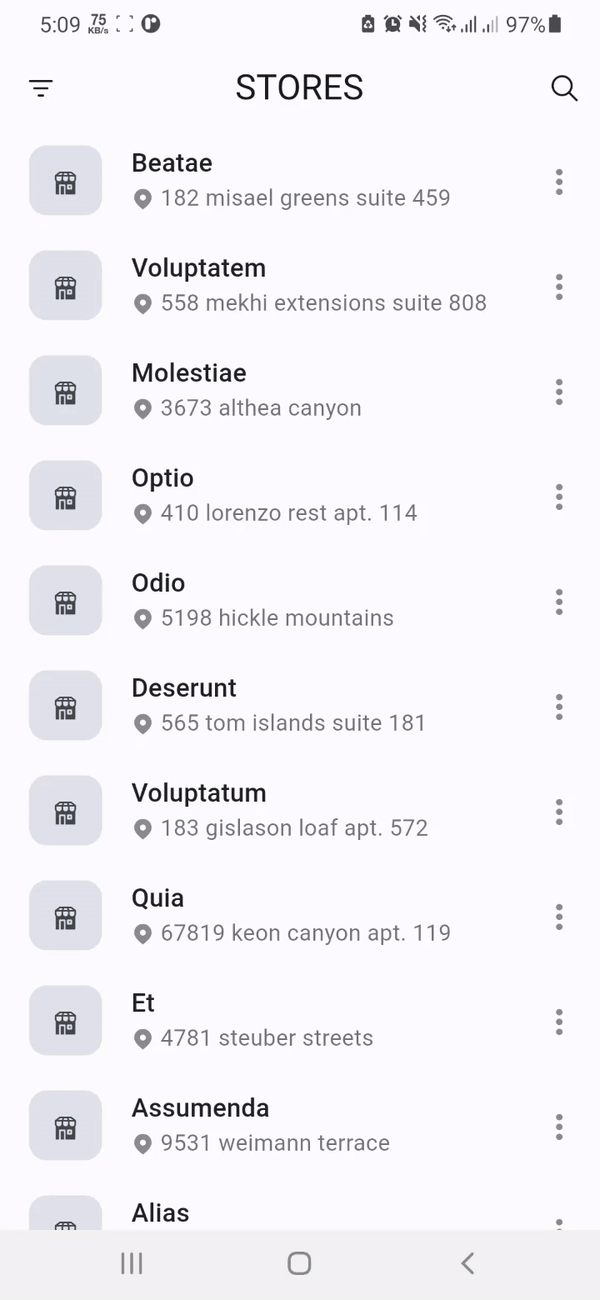 5:09 75 KB/s 97%
STORES
Beatae
182 misael greens suite 459
Voluptatem
558 mekhi extensions suite 808
Molestiae
3673 althea canyon
Optio
410 lorenzo rest apt. 114
Odio
5198 hickle mountains
Deserunt
565 tom islands suite 181
Voluptatum
183 gislason loaf apt. 572
Quia
67819 keon canyon apt. 119
Et
4781 steuber streets
Assumenda
9531 weimann terrace
Alias